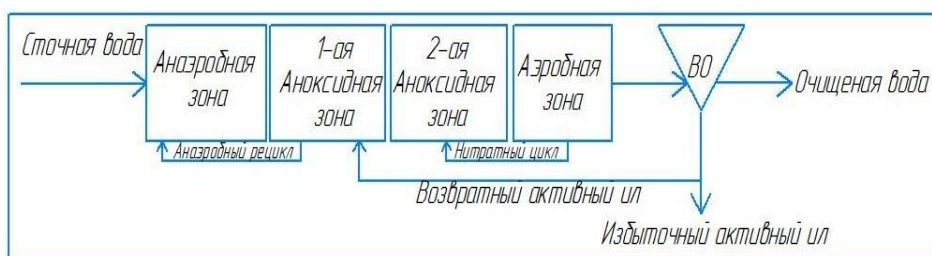 Сточная вода
Анаэробная
зона
1-ая
Аноксидная
зона
2-ая
Аноксидная
зона
Аэробная
зона
ВО
Очищеная вода
Анаэробный рецикл
Нитратный цикл
Возвратный активный ил
Избыточный активный ил